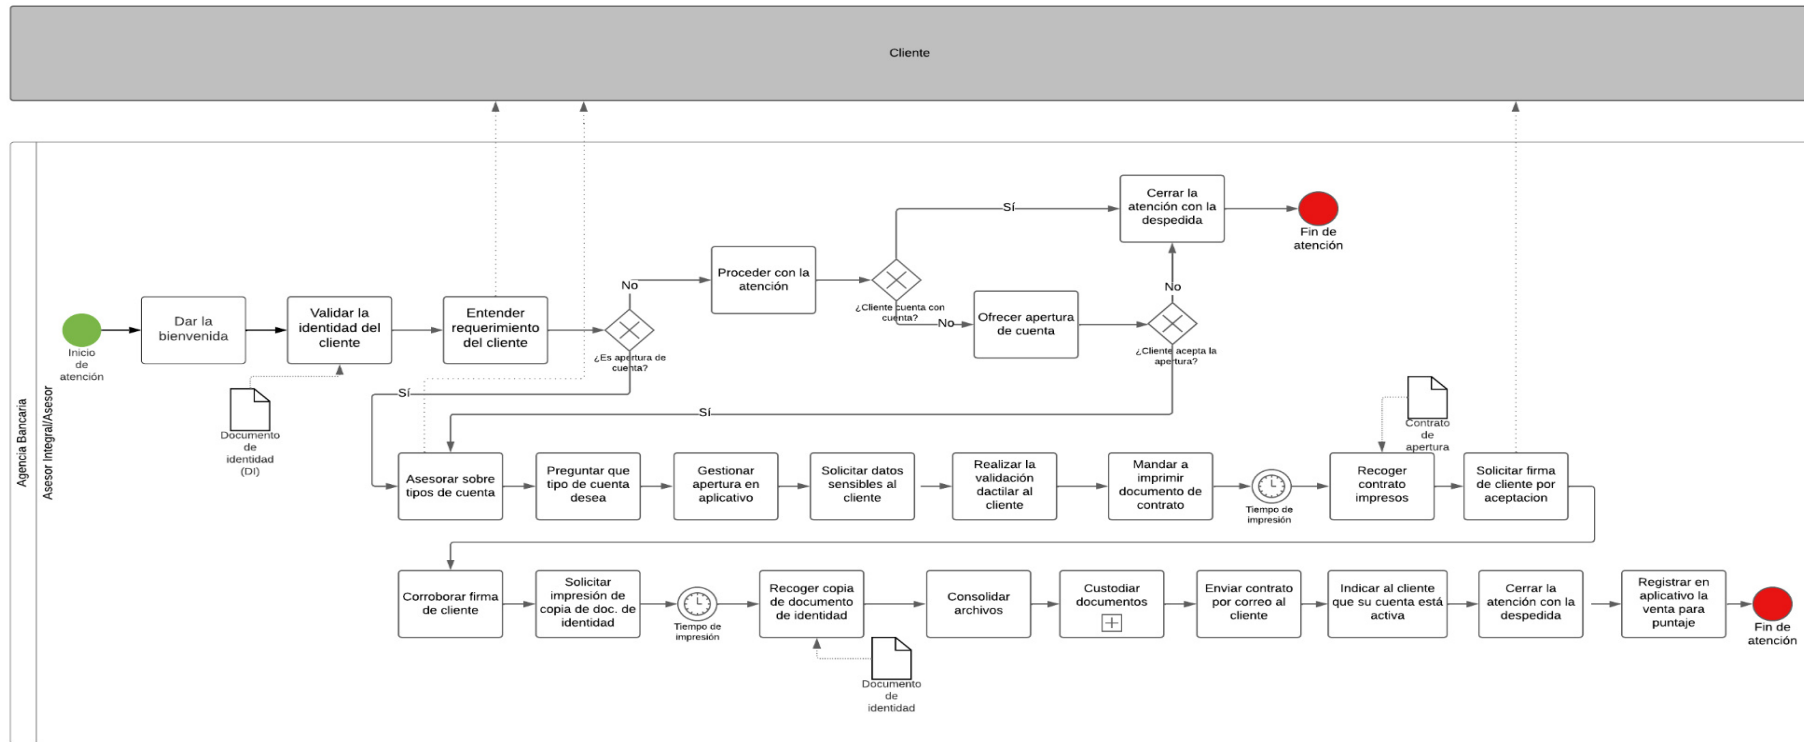 Cliente
Agencia Bancaria
Asesor Integral/Asesor
Inicio
de
atención
Dar la
bienvenida
Validar la
identidad del
cliente
Documento
de
identidad
(DI)
Entender
requerimiento
del cliente
¿Es apertura de
cuenta?
No
Sí
Proceder con la
atención
¿Cliente cuenta con
cuenta?
Sí
No
Ofrecer apertura
de cuenta
¿Cliente acepta la
apertura?
No
Sí
Cerrar la
atención con la
despedida
Fin de
atención
Asesorar sobre
tipos de cuenta
Preguntar que
tipo de cuenta
desea
Gestionar
apertura en
aplicativo
Solicitar datos
sensibles al
cliente
Realizar la
validación
dactilar al
cliente
Mandar a
imprimir
documento de
contrato
Tiempo de
impresión
Contrato
de
apertura
Recoger
contrato
impresos
Solicitar firma
de cliente por
aceptacion
Corroborar firma
de cliente
Solicitar
impresión de
copia de doc. de
identidad
Tiempo de
impresión
Recoger copia
de documento
de identidad
Documento
de
identidad
Consolidar
archivos
Custodiar
documentos
Enviar contrato
por correo al
cliente
Indicar al cliente
que su cuenta está
activa
Cerrar la
atención con la
despedida
Registrar en
aplicativo la
venta para
puntaje
Fin de
atención